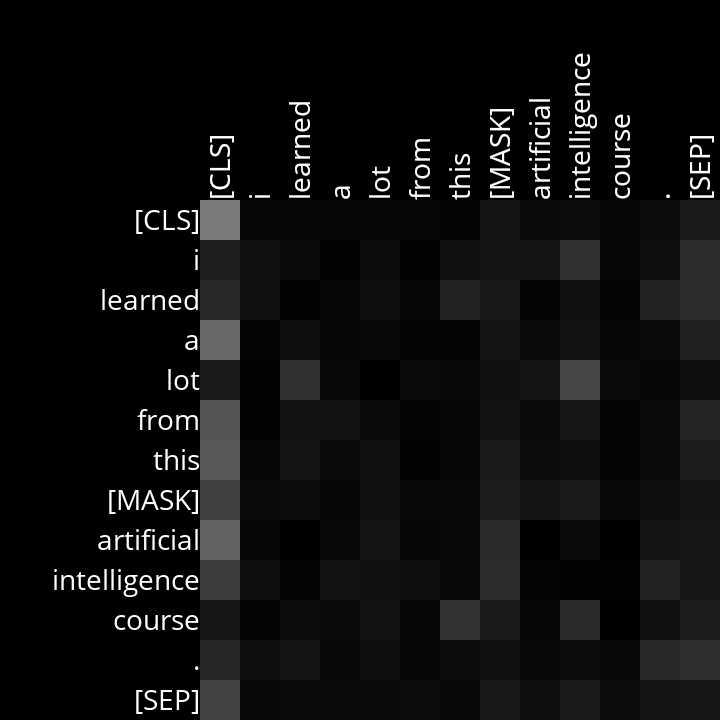 [CLS] i learned a lot from this [MASK] artificial intelligence course . [SEP]
[CLS]
i
learned
a
lot
from
this
[MASK]
artificial
intelligence
course
.
[SEP]